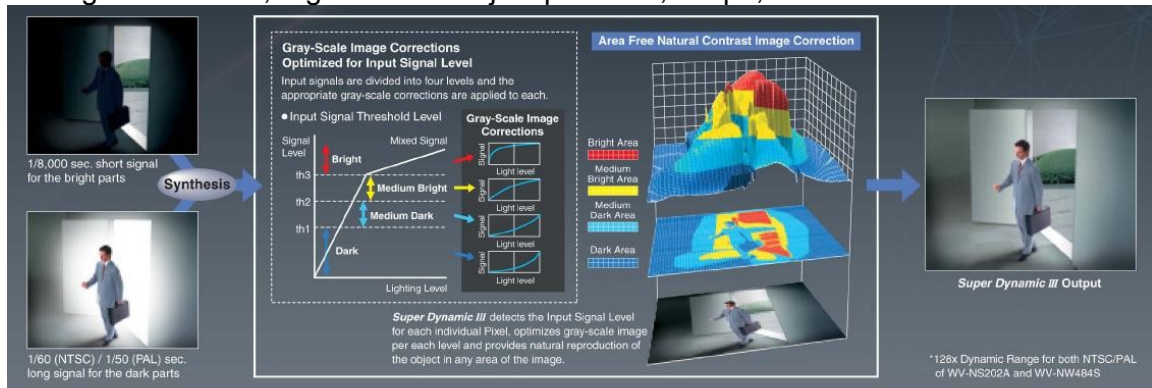 1/8,000 sec. short signal
for the bright parts
Synthesis
1/60 (NTSC) / 1/50 (PAL) sec.
long signal for the dark parts
Gray-Scale Image Corrections
Optimized for Input Signal Level
Input signals are divided into four levels and the
appropriate gray-scale corrections are applied to each.
● Input Signal Threshold Level
Signal
Level
Mixed Signal
Bright
th3
Medium Bright
th2
Medium Dark
th1
Dark
Lighting Level
Gray-Scale Image
Corrections
Signal
Light level
Signal
Light level
Signal
Light level
Signal
Light level
Area Free Natural Contrast Image Correction
Bright Area
Medium
Bright Area
Medium
Dark Area
Dark Area
Super Dynamic III detects the Input Signal Level
for each individual Pixel, optimizes gray-scale image
per each level and provides natural reproduction of
the object in any area of the image.
Super Dynamic III Output
*128x Dynamic Range for both NTSC/PAL
of WV-NS202A and WV-NW484S